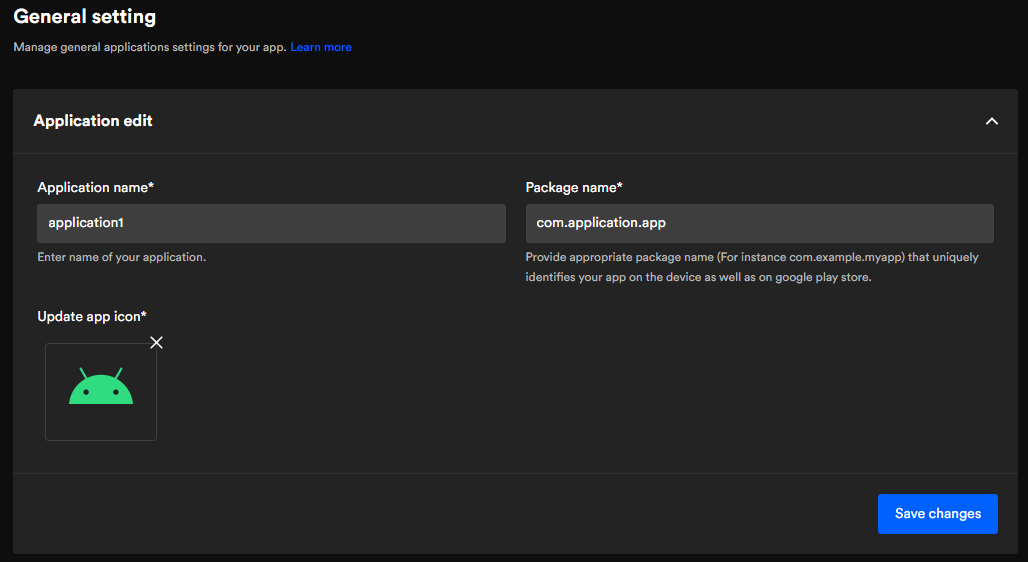 General setting
Manage general applications settings for your app. Learn more
Application edit
Application name*
Package name*
application1
com.application.app
Enter name of your application.
Provide appropriate package name (For instance com.example.myapp) that uniquely
identifies your app on the device as well as on google play store.
Update app icon*
Save changes